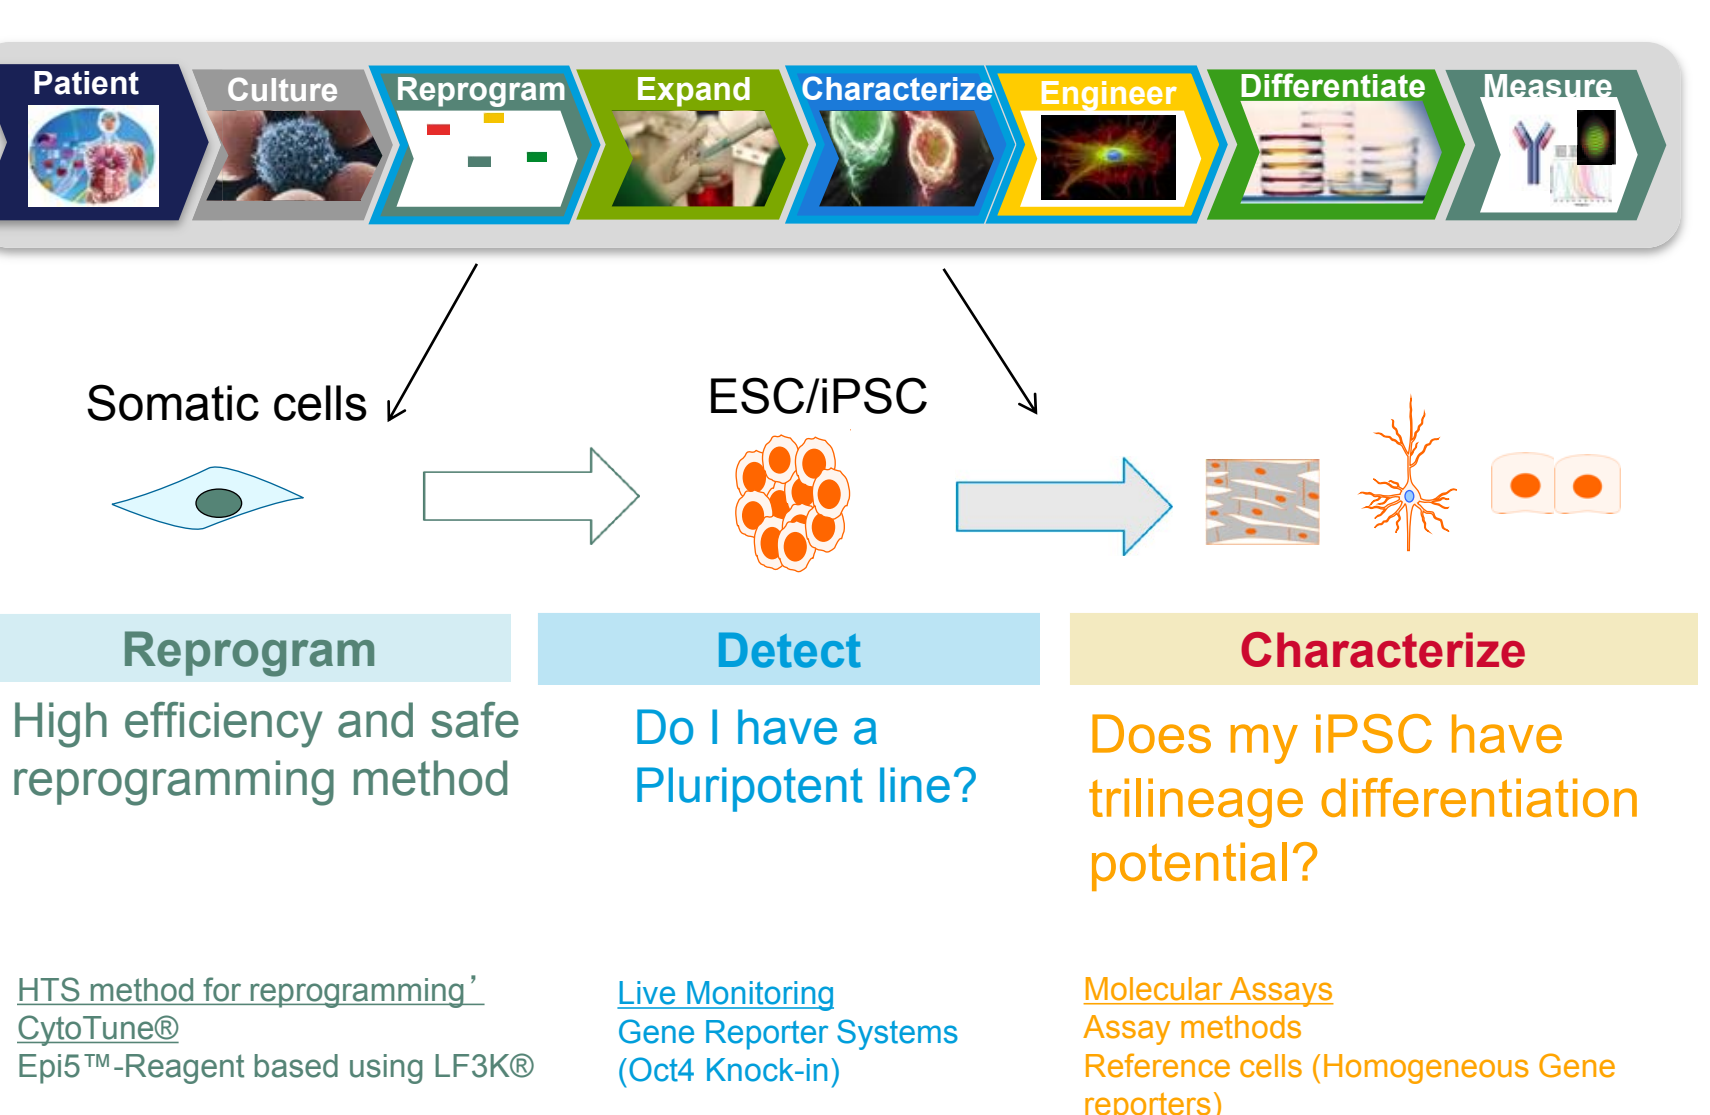 Patient
Culture
Reprogram
Expand
Characterize
Engineer
Differentiate
Measure
Somatic cells
ESC/iPSC
Reprogram
Detect
Characterize
High efficiency and safe
reprogramming method
Do I have a
Pluripotent line?
Does my iPSC have
trilineage differentiation
potential?
HTS method for reprogramming’
CytoTune®
Epi5™-Reagent based using LF3K®
Live Monitoring
Gene Reporter Systems
(Oct4 Knock-in)
Molecular Assays
Assay methods
Reference cells (Homogeneous Gene
reporters)